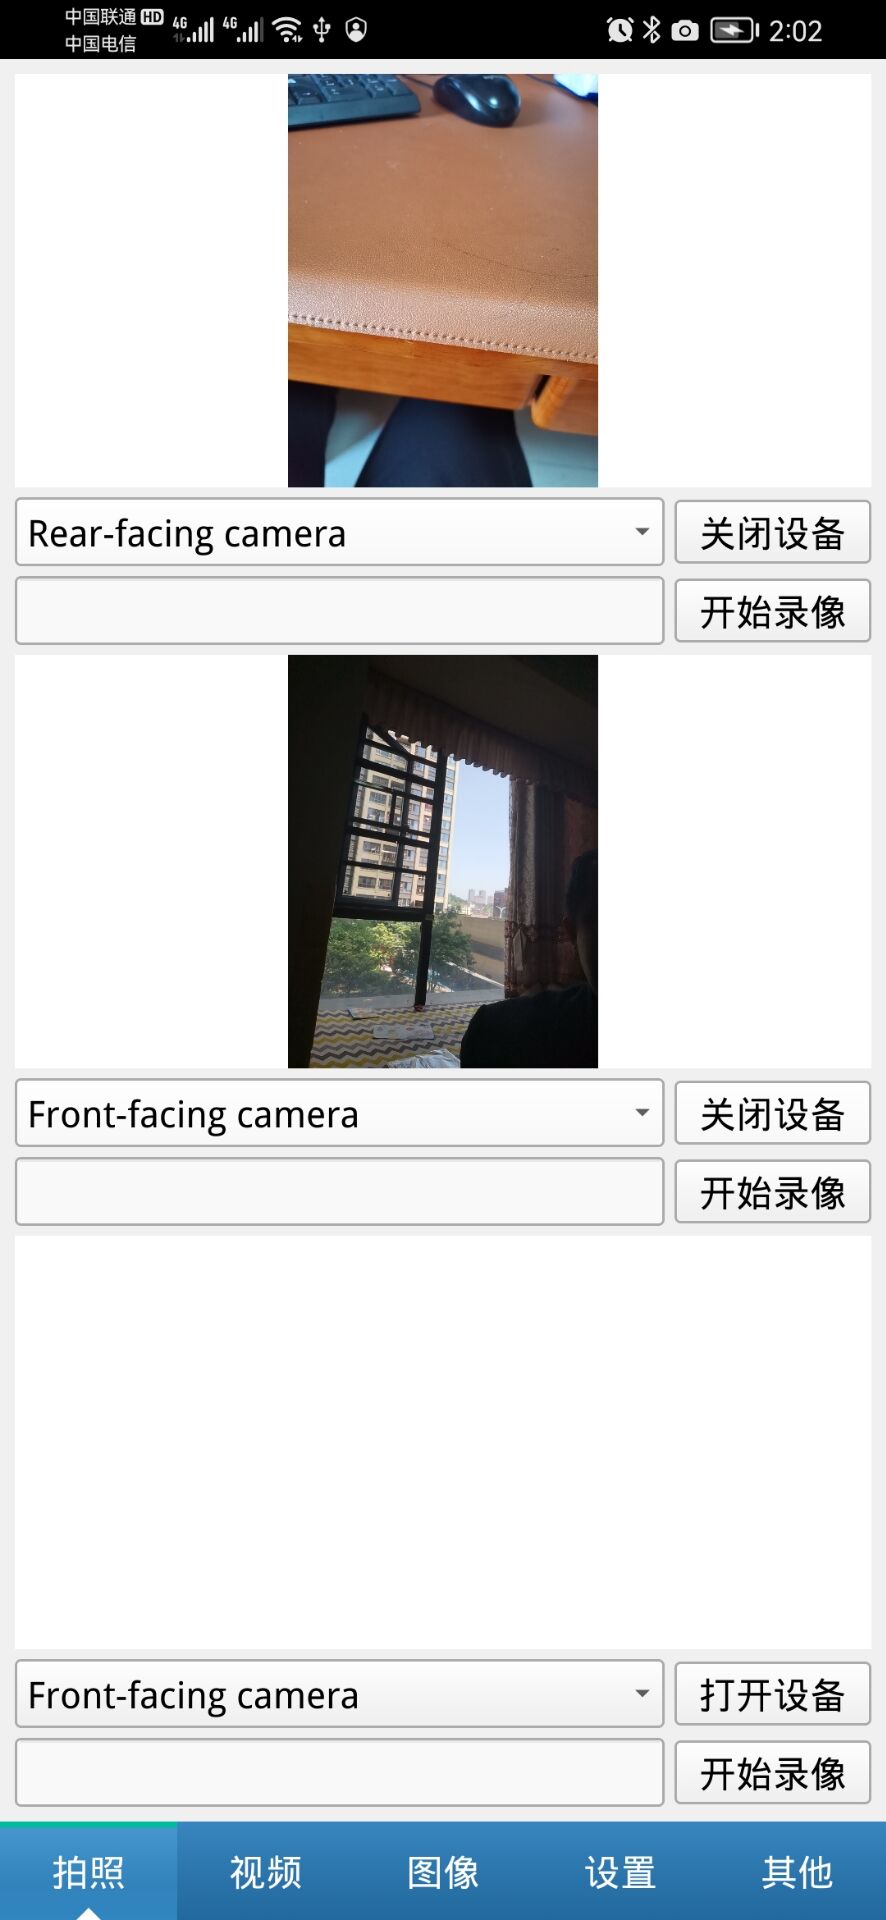 中国联通 HD 4G 4G 2:02
中国电信
Rear-facing camera 关闭设备
开始录像
Front-facing camera 关闭设备
开始录像
Front-facing camera 打开设备
开始录像
拍照 视频 图像 设置 其他